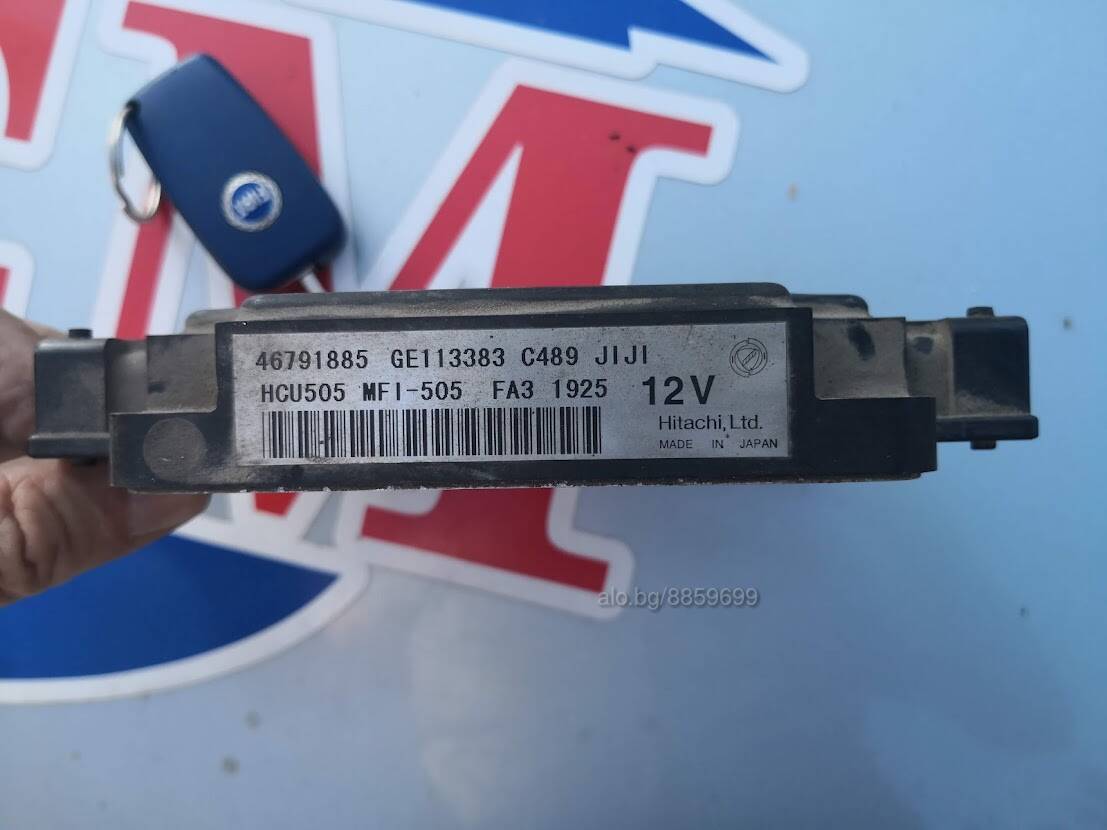 46791885 GE113383 C489 JIJI
HCU505 MFI-505 FA3 1925 12V
Hitachi, Ltd.
MADE IN JAPAN
alo.bg/8859699